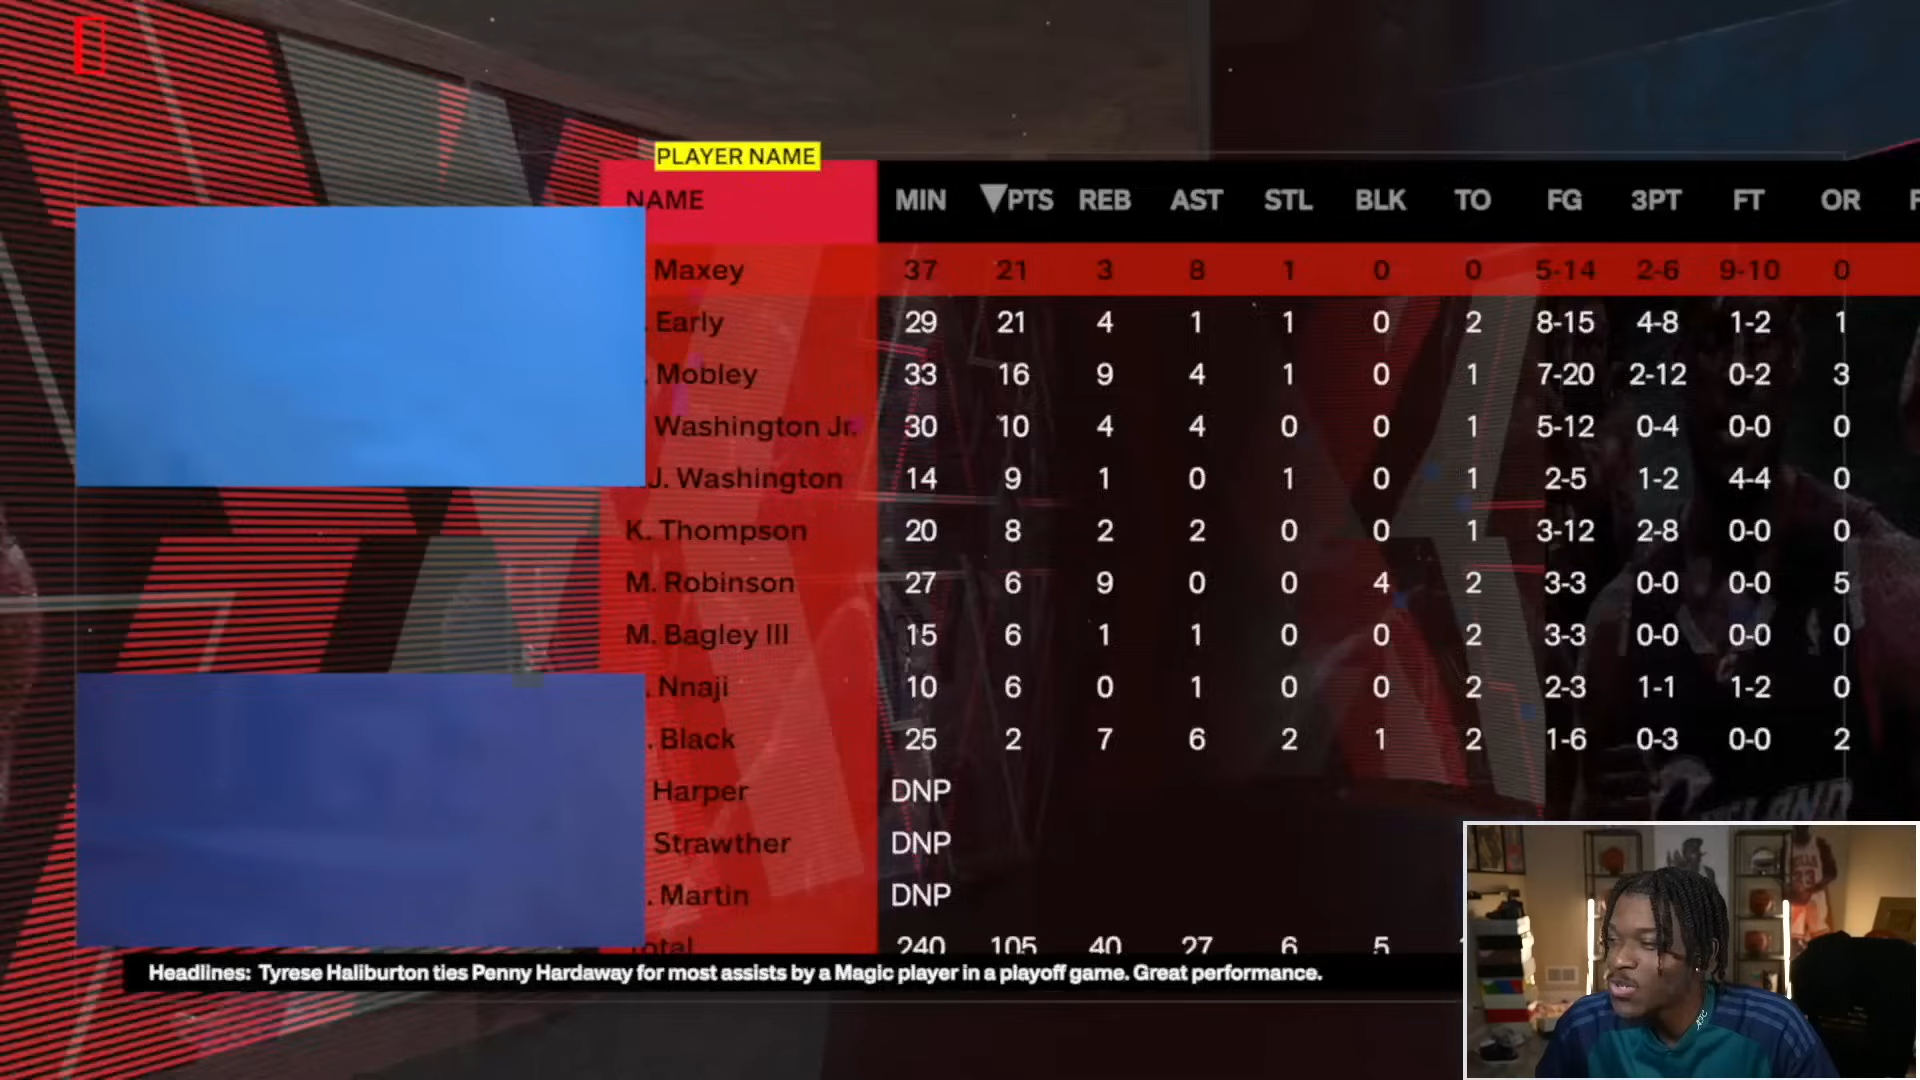 PLAYER NAME
NAME MIN PTS REB AST STL BLK TO FG 3PT FT OR
Maxey 37 21 3 8 1 0 0 5-14 2-6 9-10 0
. Early 29 21 4 1 1 0 2 8-15 4-8 1-2 1
. Mobley 33 16 9 4 1 0 1 7-20 2-12 0-2 3
Washington Jr. 30 10 4 4 0 0 1 5-12 0-4 0-0 0
J. Washington 14 9 1 0 1 0 1 2-5 1-2 4-4 0
K. Thompson 20 8 2 2 0 0 1 3-12 2-8 0-0 0
M. Robinson 27 6 9 0 0 4 2 3-3 0-0 0-0 5
M. Bagley III 15 6 1 1 0 0 2 3-3 0-0 0-0 0
. Nnaji 10 6 0 1 0 0 2 2-3 1-1 1-2 0
. Black 25 2 7 6 2 1 2 1-6 0-3 0-0 2
Harper DNP
Strawther DNP
. Martin DNP
Total 240 105 40 27 6 5
Headlines: Tyrese Haliburton ties Penny Hardaway for most assists by a Magic player in a playoff game. Great performance.